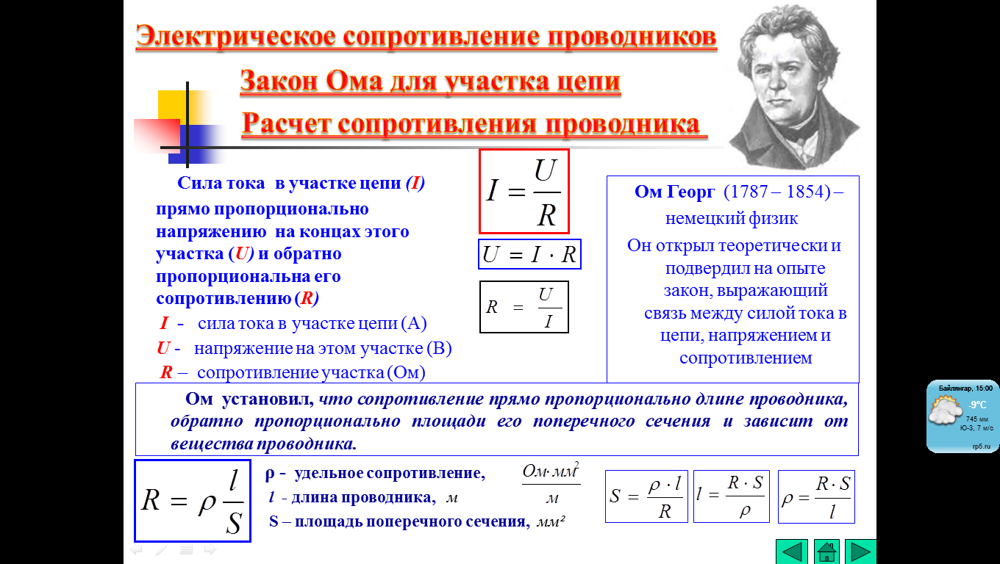 Электрическое сопротивление проводников
Закон Ома для участка цепи
Расчет сопротивления проводника
Сила тока в участке цепи (I)
прямо пропорционально
напряжению на концах этого
участка (U) и обратно
пропорциональна его
сопротивлению (R)
I - сила тока в участке цепи (А)
U - напряжение на этом участке (В)
R – сопротивление участка (Ом)
I = U / R
U = I · R
R = U / I
Ом Георг (1787 – 1854) –
немецкий физик
Он открыл теоретически и
подвердил на опыте
закон, выражающий
связь между силой тока в
цепи, напряжением и
сопротивлением
Ом установил, что сопротивление прямо пропорционально длине проводника,
обратно пропорционально площади его поперечного сечения и зависит от
вещества проводника.
R = ρ l / S
ρ - удельное сопротивление, Ом·мм² / м
l - длина проводника, м
S – площадь поперечного сечения, мм²
S = ρ · l / R
l = R · S / ρ
ρ = R · S / l
Байлянгар, 15:00
-9°C
745 мм
Ю-З, 7 м/с
rp5.ru